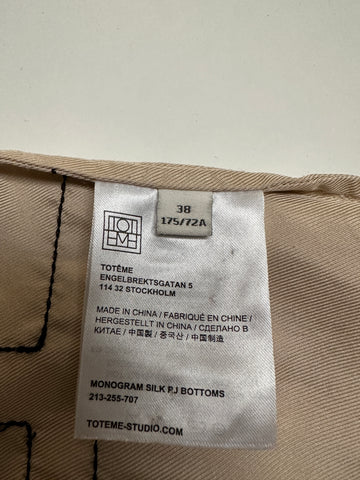 38
175/72A
TOTEME
TOTÊME
ENGELBREKTSGATAN 5
114 32 STOCKHOLM
MADE IN CHINA / FABRIQUÉ EN CHINE /
HERGESTELLT IN CHINA / СДЕЛАНО В
КИТАЕ / 中国製 / 중국산 / 中国制造
MONOGRAM SILK PJ BOTTOMS
213-255-707
TOTEME-STUDIO.COM